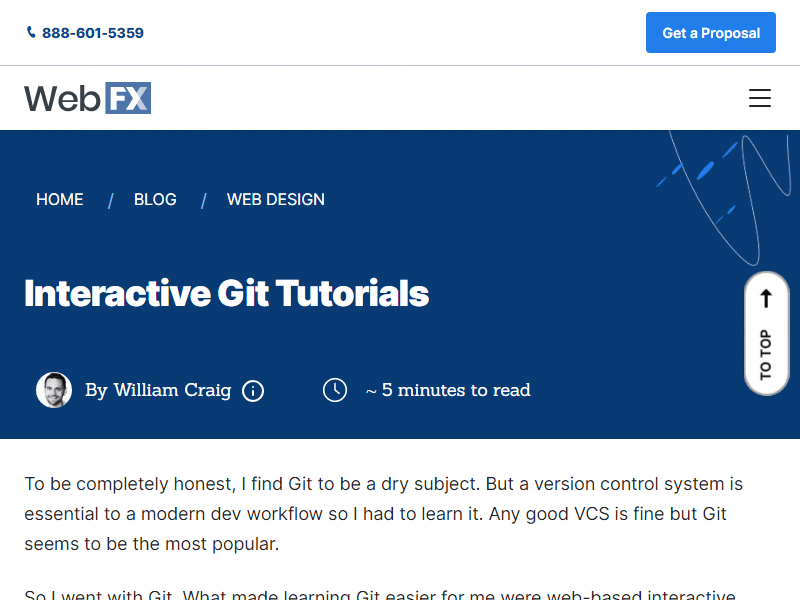 888-601-5359
Get a Proposal
WebFX
HOME / BLOG / WEB DESIGN
Interactive Git Tutorials
TO TOP
By William Craig
~ 5 minutes to read
To be completely honest, I find Git to be a dry subject. But a version control system is
essential to a modern dev workflow so I had to learn it. Any good VCS is fine but Git
seems to be the most popular.
So I went with Git. What made learning Git easier for me were web-based interactive